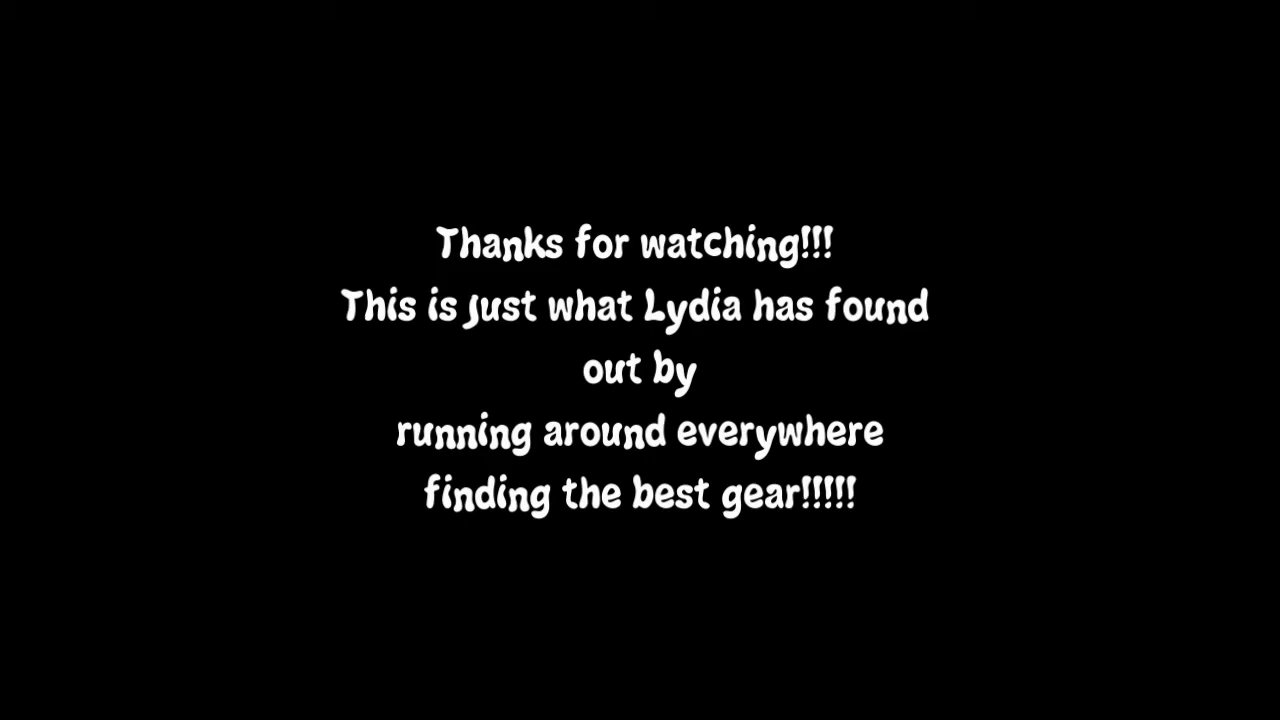 Thanks for watching!!!
This is just what Lydia has found
out by
running around everywhere
finding the best gear!!!!!